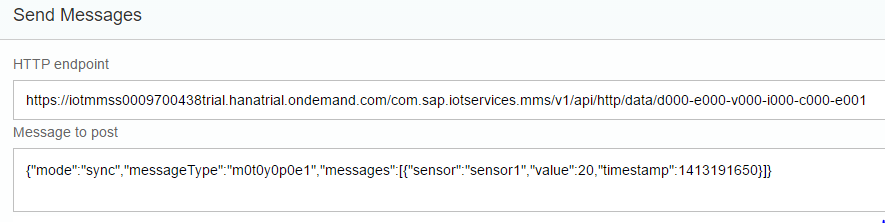 Send Messages
HTTP endpoint
https://iotmmss0009700438trial.hanatrial.ondemand.com/com.sap.iotservices.mms/v1/api/http/data/d000-e000-v000-i000-c000-e001
Message to post
{"mode":"sync","messageType":"m0t0y0p0e1","messages":[{"sensor":"sensor1","value":20,"timestamp":1413191650}]}